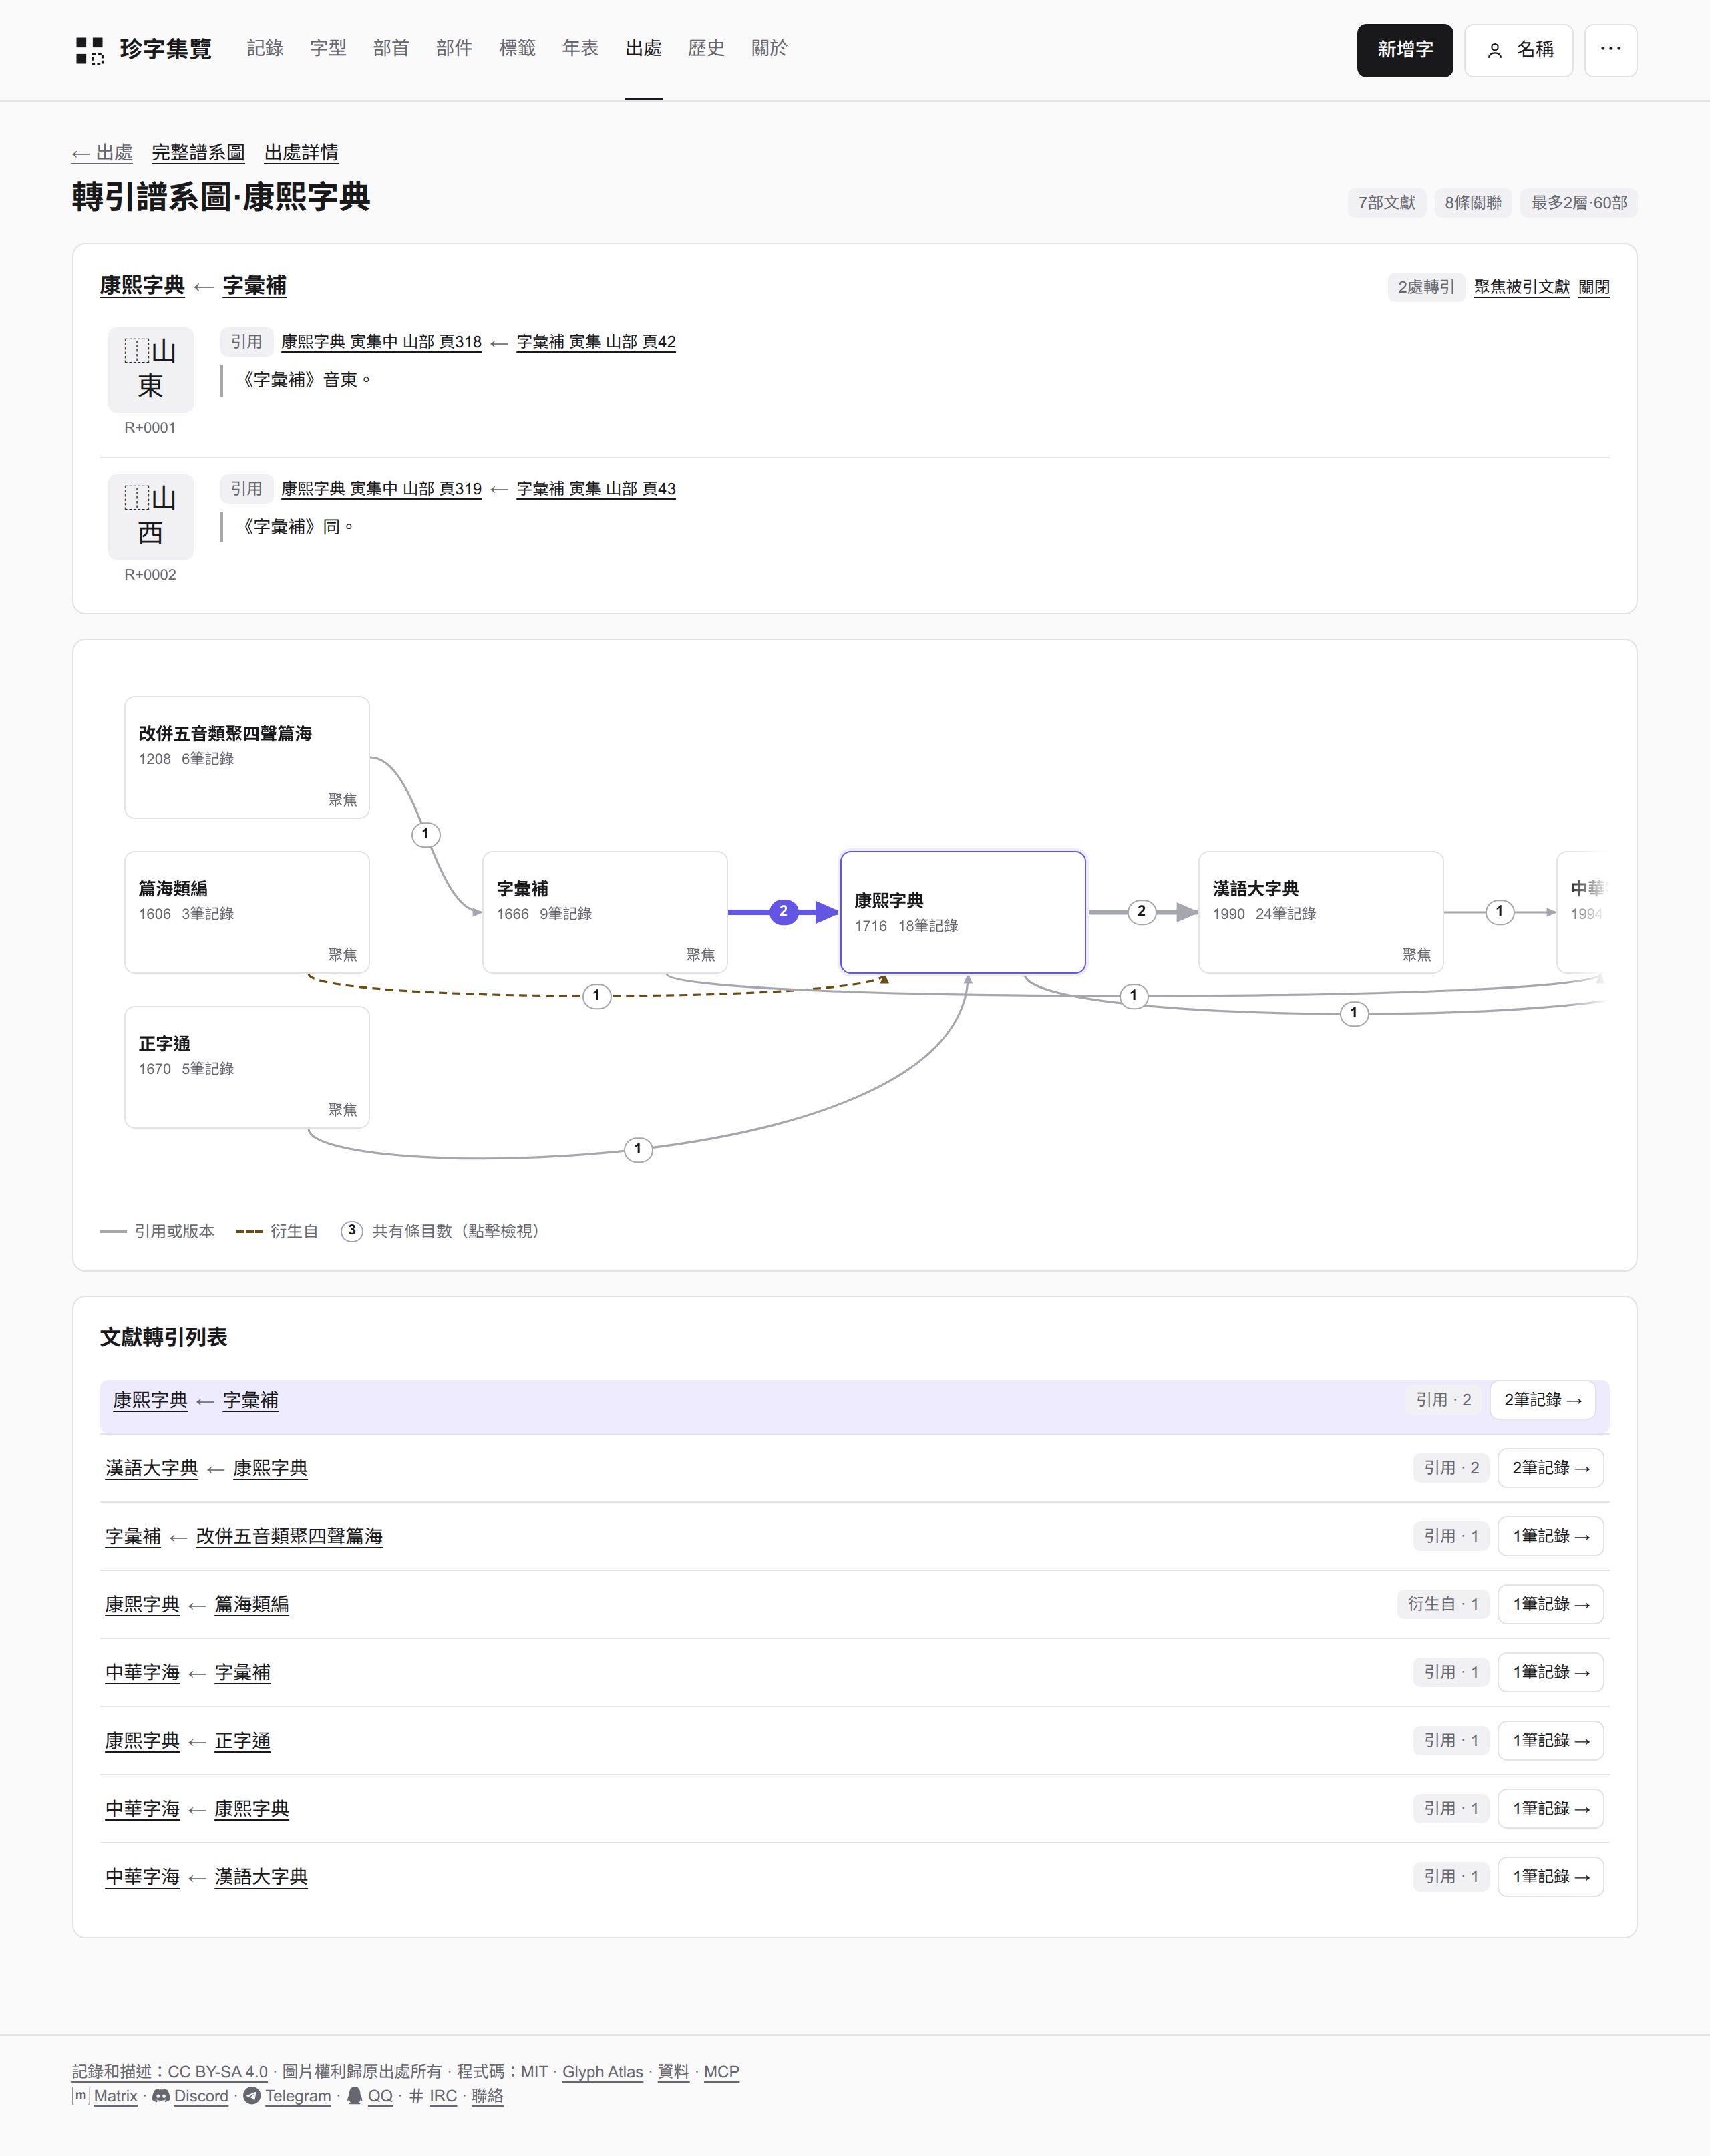 珍字集覽 記錄 字型 部首 部件 標籤 年表 出處 歷史 關於 新增字 名稱 ···
← 出處 完整譜系圖 出處詳情
轉引譜系圖·康熙字典 7部文獻 8條關聯 最多2層·60部
康熙字典 ← 字彙補 2處轉引 聚焦被引文獻 關閉
⿰山東
R+0001
引用 康熙字典 寅集中 山部 頁318 ← 字彙補 寅集 山部 頁42
《字彙補》音東。
⿰山西
R+0002
引用 康熙字典 寅集中 山部 頁319 ← 字彙補 寅集 山部 頁43
《字彙補》同。
改併五音類聚四聲篇海
1208 6筆記錄
聚焦
1
篇海類編
1606 3筆記錄
聚焦
字彙補
1666 9筆記錄
聚焦
2
康熙字典
1716 18筆記錄
2
漢語大字典
1990 24筆記錄
聚焦
1
中華
1994
1
1
1
正字通
1670 5筆記錄
聚焦
1
引用或版本 衍生自 3 共有條目數（點擊檢視）
文獻轉引列表
康熙字典 ← 字彙補 引用 · 2 2筆記錄 →
漢語大字典 ← 康熙字典 引用 · 2 2筆記錄 →
字彙補 ← 改併五音類聚四聲篇海 引用 · 1 1筆記錄 →
康熙字典 ← 篇海類編 衍生自 · 1 1筆記錄 →
中華字海 ← 字彙補 引用 · 1 1筆記錄 →
康熙字典 ← 正字通 引用 · 1 1筆記錄 →
中華字海 ← 康熙字典 引用 · 1 1筆記錄 →
中華字海 ← 漢語大字典 引用 · 1 1筆記錄 →
記錄和描述：CC BY-SA 4.0 · 圖片權利歸原出處所有 · 程式碼：MIT · Glyph Atlas · 資料 · MCP
[m] Matrix · Discord · Telegram · QQ · IRC · 聯絡